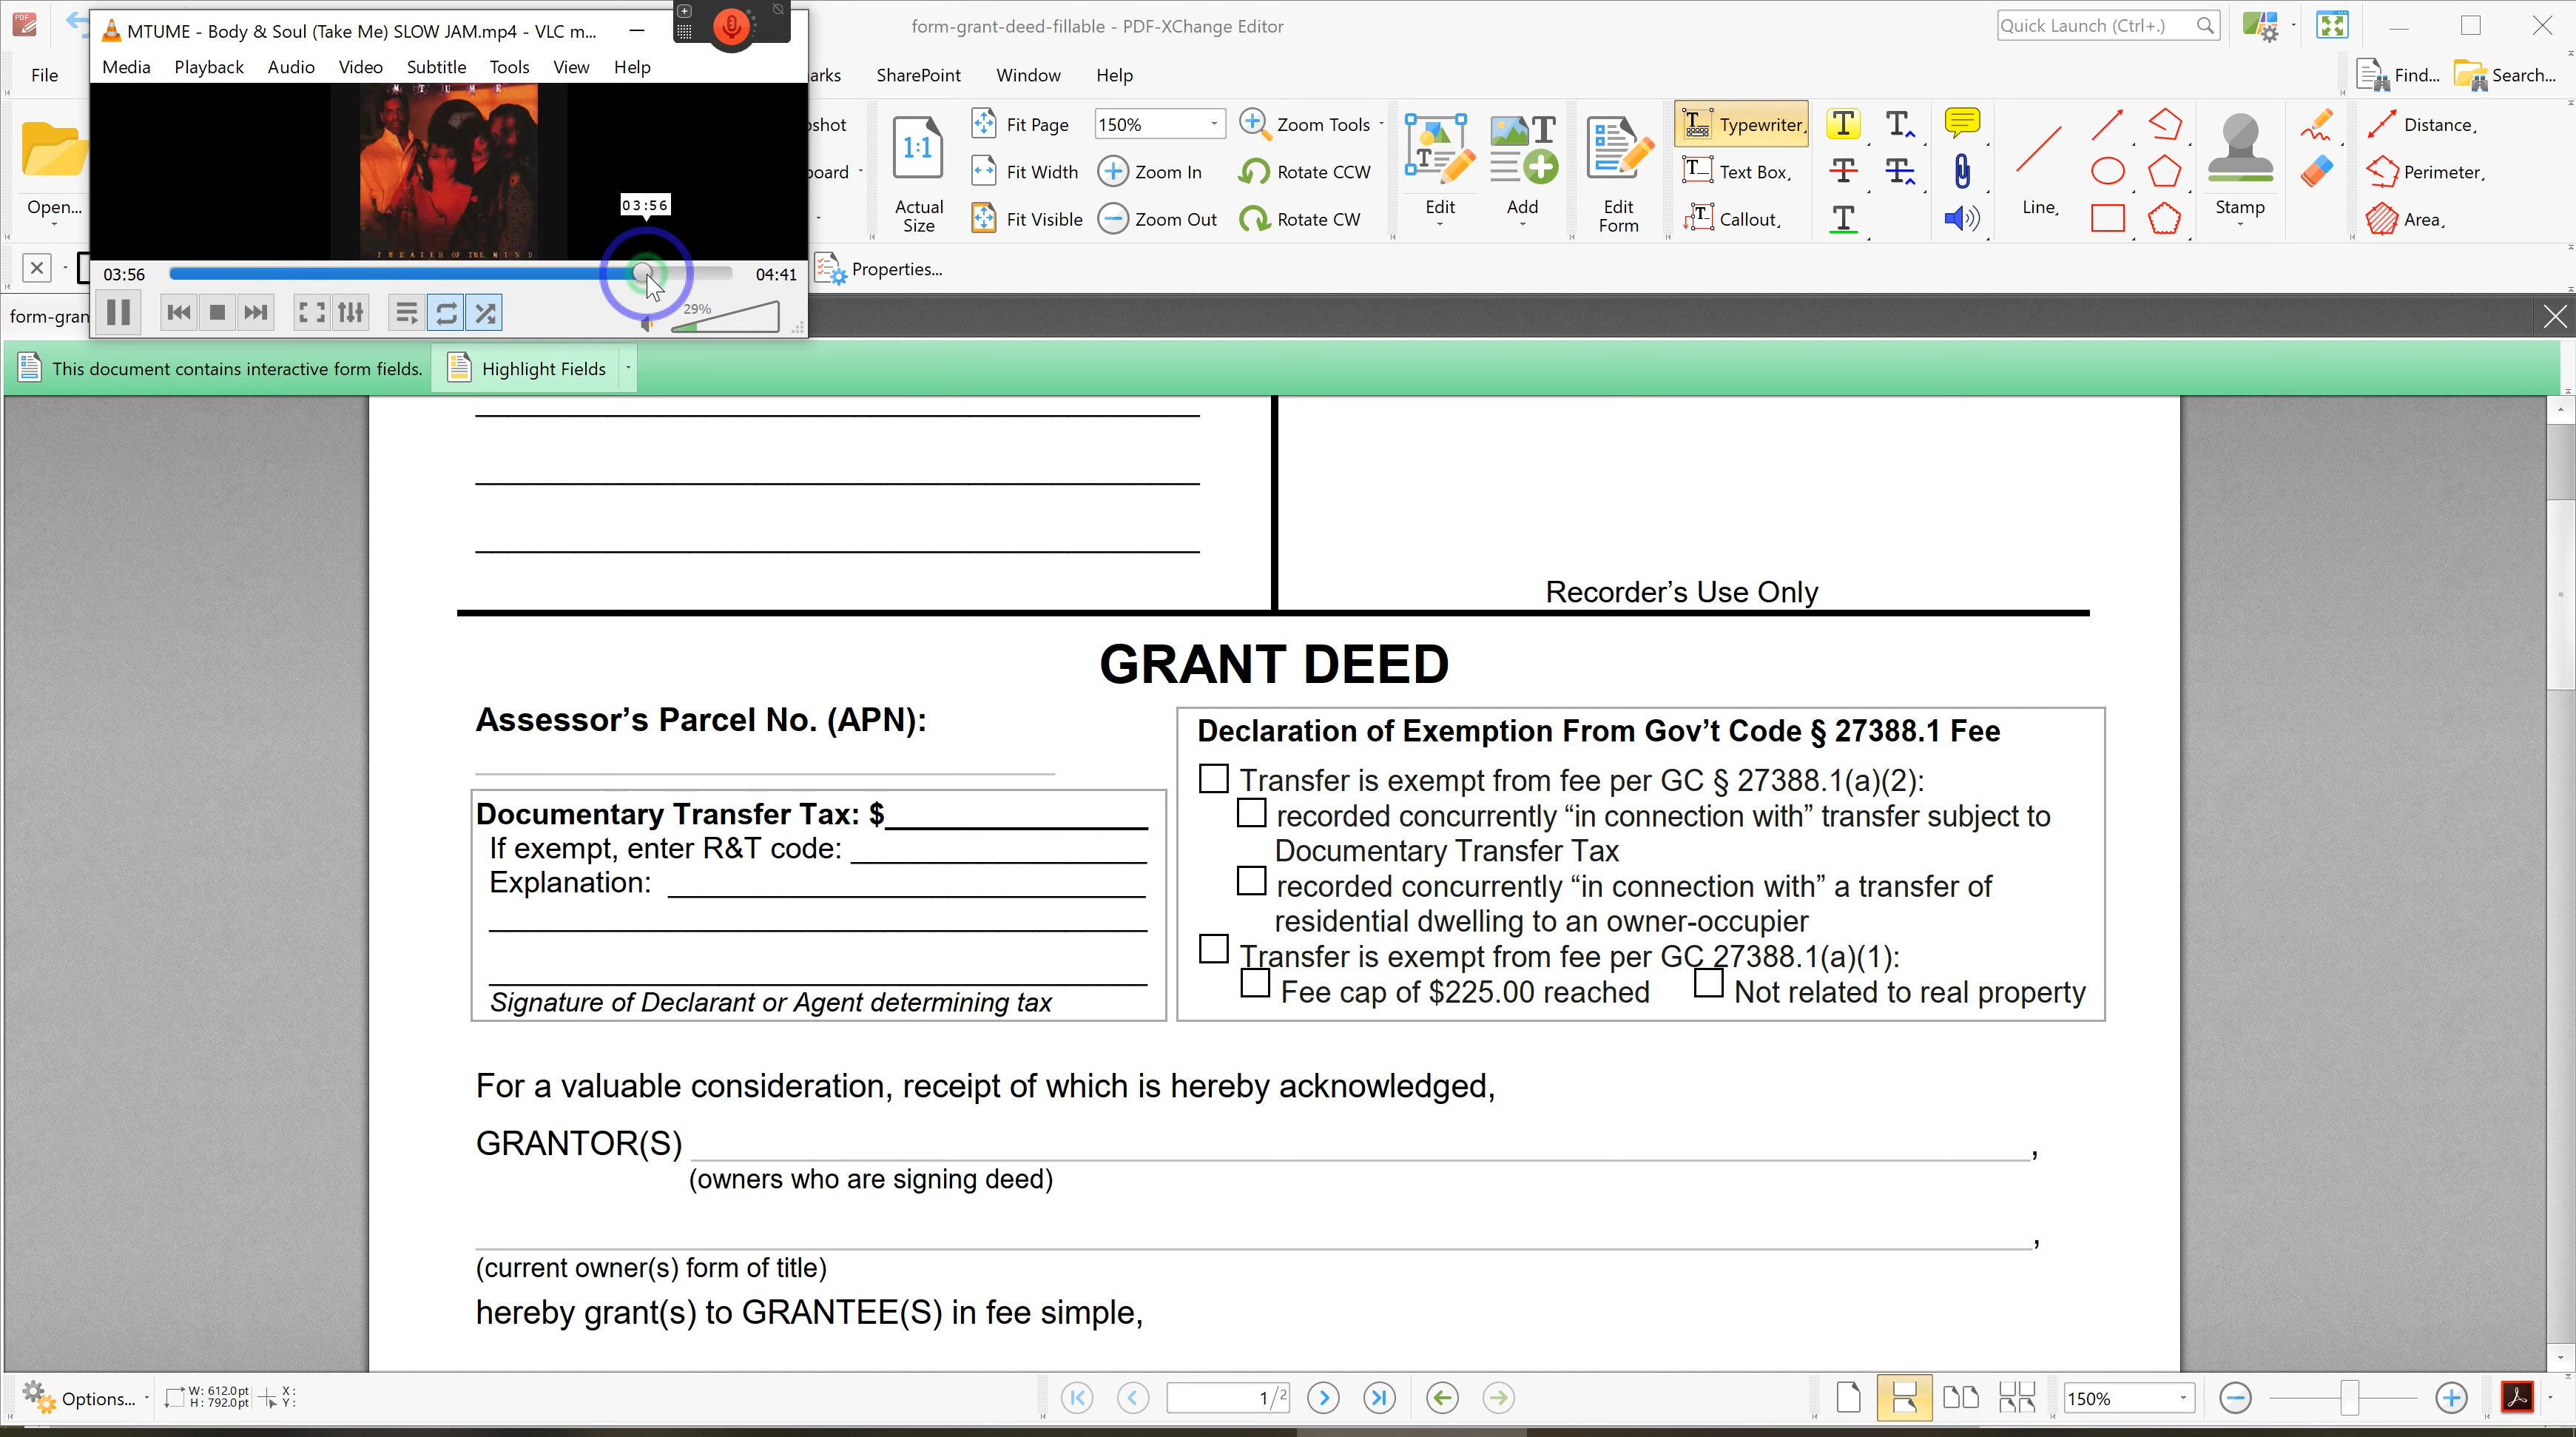 MTUME - Body & Soul (Take Me) SLOW JAM.mp4 - VLC m...
form-grant-deed-fillable - PDF-XChange Editor
Quick Launch (Ctrl+.)
Media Playback Audio Video Subtitle Tools View Help
File
arks SharePoint Window Help
Find... Search...
MTUME
THEATER OF THE MIND
03:56
03:56
04:41
29%
Open...
shot
oard
1:1
Actual
Size
Fit Page
Fit Width
Fit Visible
150%
Zoom In
Zoom Out
Zoom Tools
Rotate CCW
Rotate CW
Edit
Add
Edit
Form
Typewriter
Text Box
Callout
Line
Stamp
Distance
Perimeter
Area
Properties...
form-gran
This document contains interactive form fields.
Highlight Fields
Recorder’s Use Only
GRANT DEED
Assessor’s Parcel No. (APN):
Documentary Transfer Tax: $
If exempt, enter R&T code:
Explanation:
Signature of Declarant or Agent determining tax
Declaration of Exemption From Gov’t Code § 27388.1 Fee
Transfer is exempt from fee per GC § 27388.1(a)(2):
recorded concurrently “in connection with” transfer subject to
Documentary Transfer Tax
recorded concurrently “in connection with” a transfer of
residential dwelling to an owner-occupier
Transfer is exempt from fee per GC 27388.1(a)(1):
Fee cap of $225.00 reached Not related to real property
For a valuable consideration, receipt of which is hereby acknowledged,
GRANTOR(S) ,
(owners who are signing deed)
,
(current owner(s) form of title)
hereby grant(s) to GRANTEE(S) in fee simple,
Options...
W: 612.0pt
H: 792.0pt
X:
Y:
1/2
150%